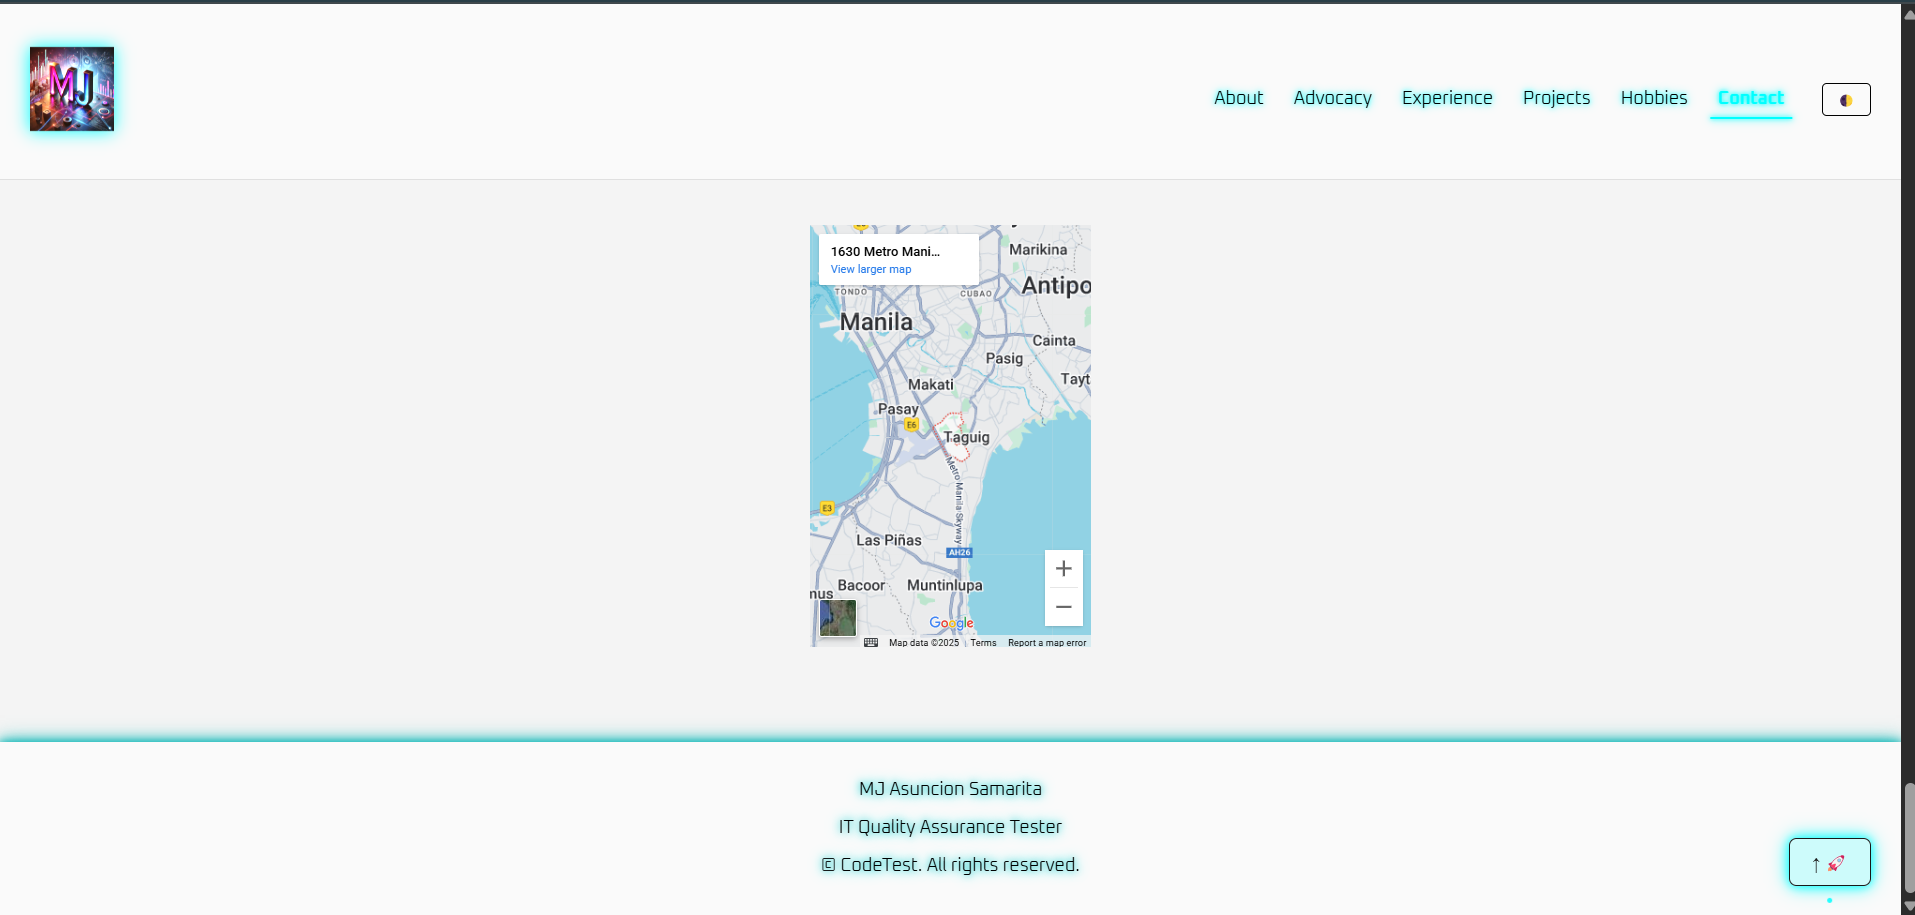 MJ
About
Advocacy
Experience
Projects
Hobbies
Contact
1630 Metro Mani...
View larger map
Marikina
TONDO
CUBAO
Antipo
Manila
Cainta
Pasig
Tayt
Makati
Pasay
E6
Taguig
Metro Manila Skyway
E3
Las Piñas
AH26
Bacoor
Muntinlupa
mus
Google
Map data ©2025
Terms
Report a map error
MJ Asuncion Samarita
IT Quality Assurance Tester
© CodeTest. All rights reserved.